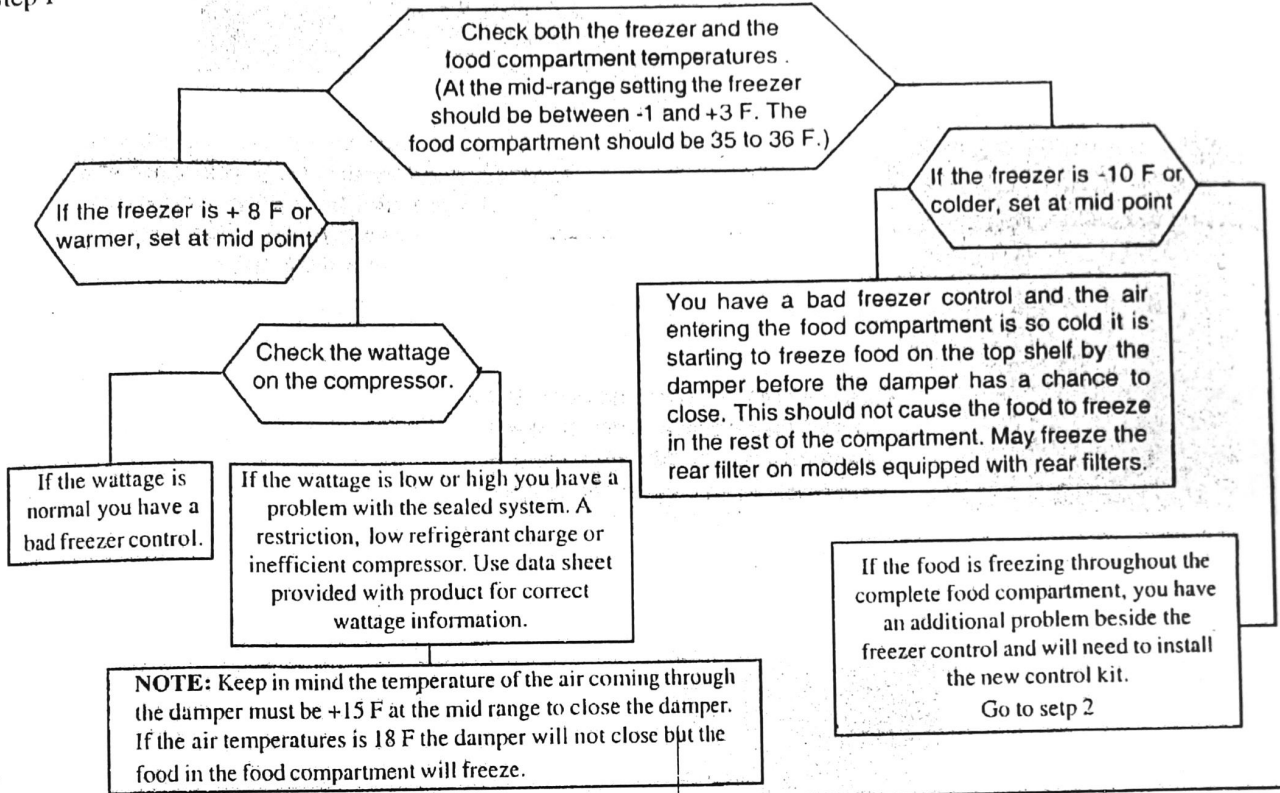 Check both the freezer and the
food compartment temperatures .
(At the mid-range setting the freezer
should be between -1 and +3 F. The
food compartment should be 35 to 36 F.)
If the freezer is + 8 F or
warmer, set at mid point
If the freezer is -10 F or
colder, set at mid point
Check the wattage
on the compressor.
You have a bad freezer control and the air
entering the food compartment is so cold it is
starting to freeze food on the top shelf by the
damper before the damper has a chance to
close. This should not cause the food to freeze
in the rest of the compartment. May freeze the
rear filter on models equipped with rear filters.
If the wattage is
normal you have a
bad freezer control.
If the wattage is low or high you have a
problem with the sealed system. A
restriction, low refrigerant charge or
inefficient compressor. Use data sheet
provided with product for correct
wattage information.
If the food is freezing throughout the
complete food compartment, you have
an additional problem beside the
freezer control and will need to install
the new control kit.
Go to setp 2
NOTE: Keep in mind the temperature of the air coming through
the damper must be +15 F at the mid range to close the damper.
If the air temperatures is 18 F the damper will not close but the
food in the food compartment will freeze.